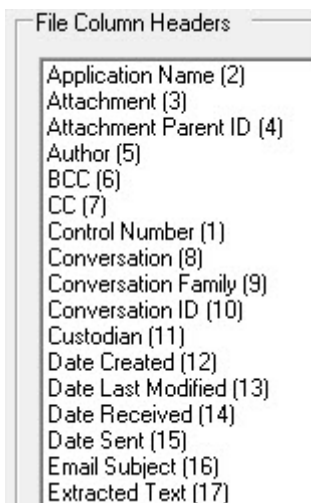 File Column Headers
Application Name (2)
Attachment (3)
Attachment Parent ID (4)
Author (5)
BCC (6)
CC (7)
Control Number (1)
Conversation (8)
Conversation Family (9)
Conversation ID (10)
Custodian (11)
Date Created (12)
Date Last Modified (13)
Date Received (14)
Date Sent (15)
Email Subject (16)
Extracted Text (17)